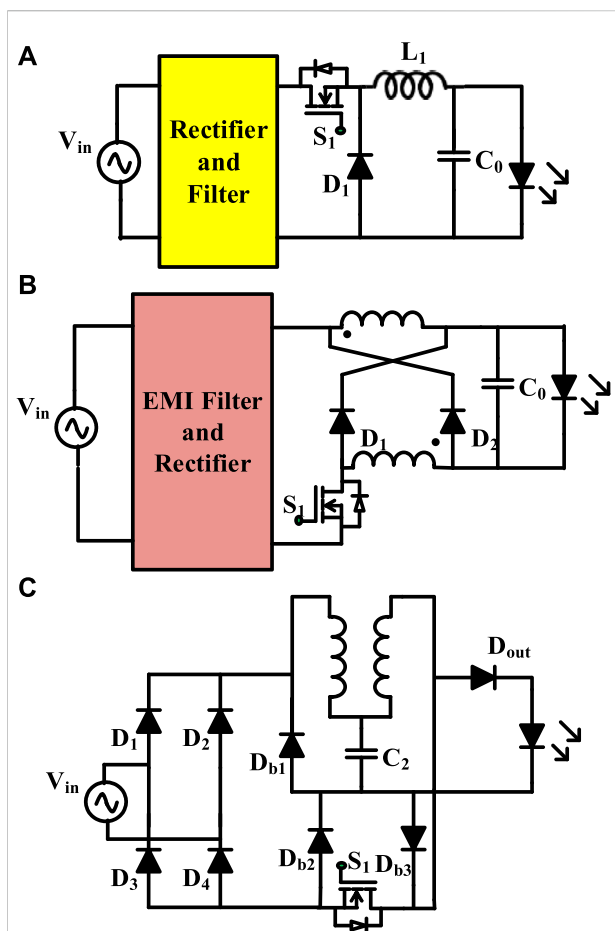 A
L1
Rectifier
and
Filter
Vin
S1
D1
C0
B
EMI Filter
and
Rectifier
Vin
C0
D1
D2
S1
C
Dout
D1
D2
Db1
C2
Vin
D3
D4
Db2
S1
Db3